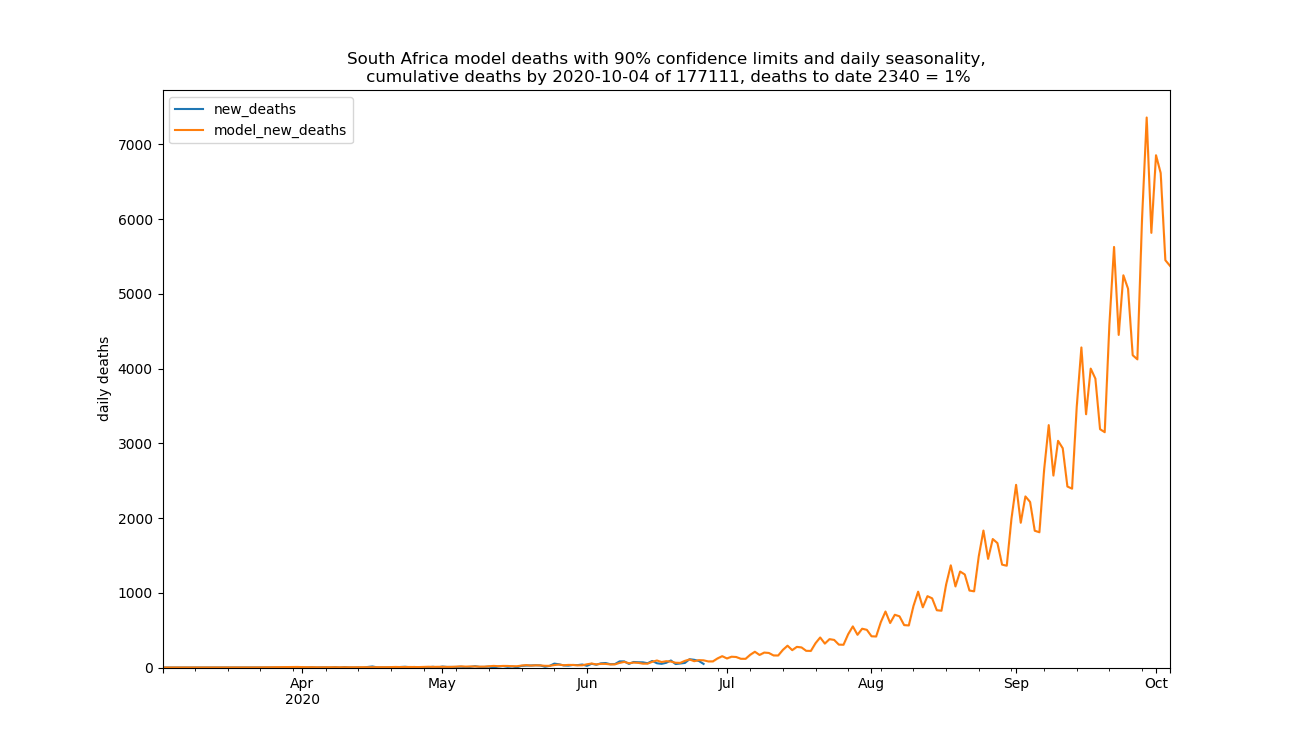 South Africa model deaths with 90% confidence limits and daily seasonality,
cumulative deaths by 2020-10-04 of 177111, deaths to date 2340 = 1%
new_deaths
model_new_deaths
daily deaths
7000
6000
5000
4000
3000
2000
1000
0
Apr
2020
May
Jun
Jul
Aug
Sep
Oct